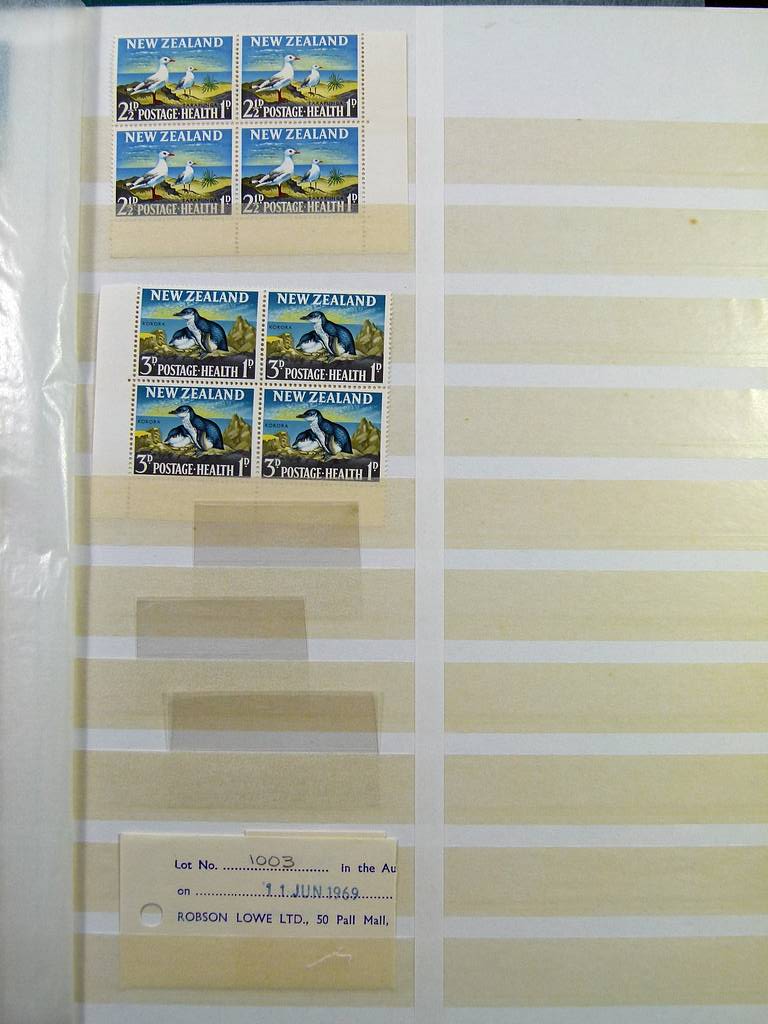 NEW ZEALAND NEW ZEALAND
2½ᴰ POSTAGE·HEALTH 1ᴰ 2½ᴰ POSTAGE·HEALTH 1ᴰ
NEW ZEALAND NEW ZEALAND
2½ᴰ POSTAGE·HEALTH 1ᴰ 2½ᴰ POSTAGE·HEALTH 1ᴰ
NEW ZEALAND NEW ZEALAND
KORORA KORORA
3ᴰ POSTAGE·HEALTH 1ᴰ 3ᴰ POSTAGE·HEALTH 1ᴰ
NEW ZEALAND NEW ZEALAND
KORORA KORORA
3ᴰ POSTAGE·HEALTH 1ᴰ 3ᴰ POSTAGE·HEALTH 1ᴰ
Lot No. 1003 in the Au
on 11 JUN 1969
ROBSON LOWE LTD., 50 Pall Mall,